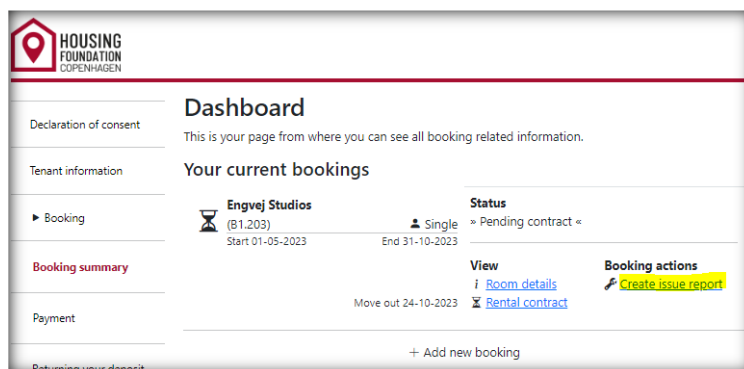 HOUSING
FOUNDATION
COPENHAGEN
Declaration of consent
Tenant information
► Booking
Booking summary
Payment
Returning your deposit
Dashboard
This is your page from where you can see all booking related information.
Your current bookings
Engvej Studios
(B1.203) Single
Start 01-05-2023 End 31-10-2023
Move out 24-10-2023
Status
» Pending contract «
View
i Room details
Rental contract
Booking actions
Create issue report
+ Add new booking